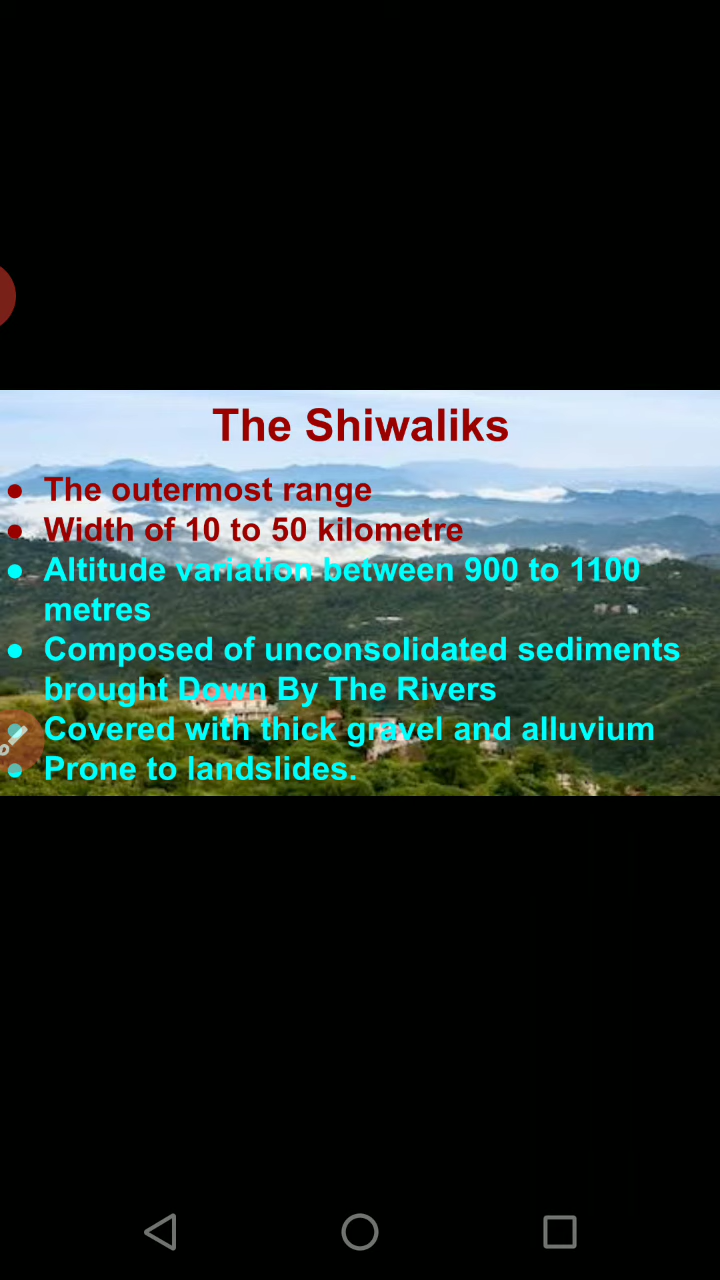 The Shiwaliks
● The outermost range
● Width of 10 to 50 kilometre
● Altitude variation between 900 to 1100
metres
● Composed of unconsolidated sediments
brought Down By The Rivers
● Covered with thick gravel and alluvium
● Prone to landslides.